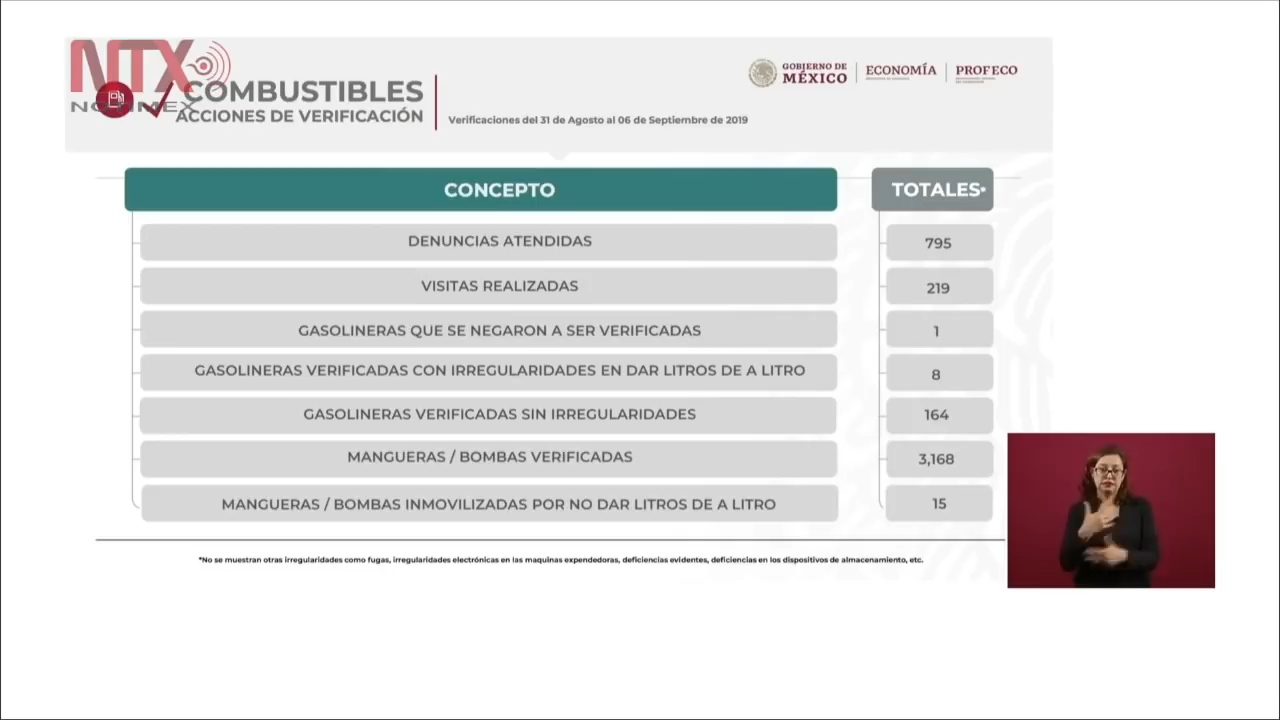 NTX
NOTIMEX
COMBUSTIBLES
ACCIONES DE VERIFICACIÓN
Verificaciones del 31 de Agosto al 06 de Septiembre de 2019
GOBIERNO DE
MÉXICO
ECONOMÍA
PROFECO
CONCEPTO TOTALES*
DENUNCIAS ATENDIDAS 795
VISITAS REALIZADAS 219
GASOLINERAS QUE SE NEGARON A SER VERIFICADAS 1
GASOLINERAS VERIFICADAS CON IRREGULARIDADES EN DAR LITROS DE A LITRO 8
GASOLINERAS VERIFICADAS SIN IRREGULARIDADES 164
MANGUERAS / BOMBAS VERIFICADAS 3,168
MANGUERAS / BOMBAS INMOVILIZADAS POR NO DAR LITROS DE A LITRO 15
*No se muestran otras irregularidades como fugas, irregularidades electrónicas en las maquinas expendedoras, deficiencias evidentes, deficiencias en los dispositivos de almacenamiento, etc.